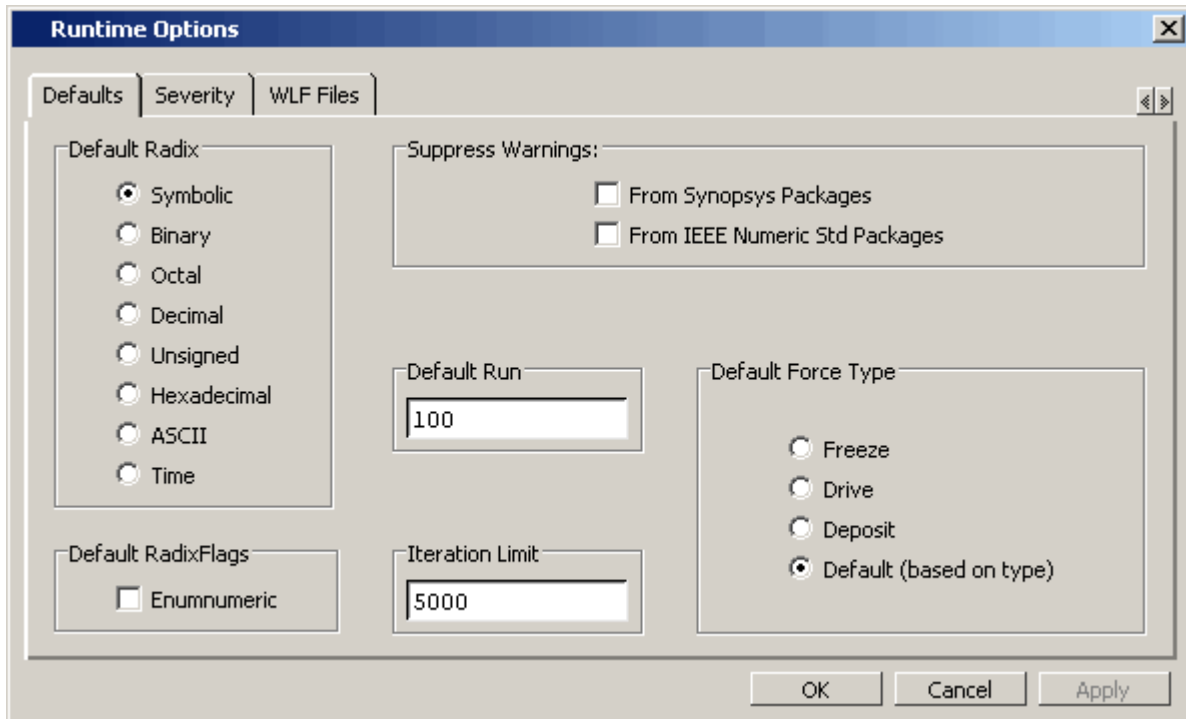 Runtime Options
Defaults
Severity
WLF Files
Default Radix
Symbolic
Binary
Octal
Decimal
Unsigned
Hexadecimal
ASCII
Time
Suppress Warnings:
From Synopsys Packages
From IEEE Numeric Std Packages
Default Run
100
Default Force Type
Freeze
Drive
Deposit
Default (based on type)
Default RadixFlags
Enumnumeric
Iteration Limit
5000
OK
Cancel
Apply